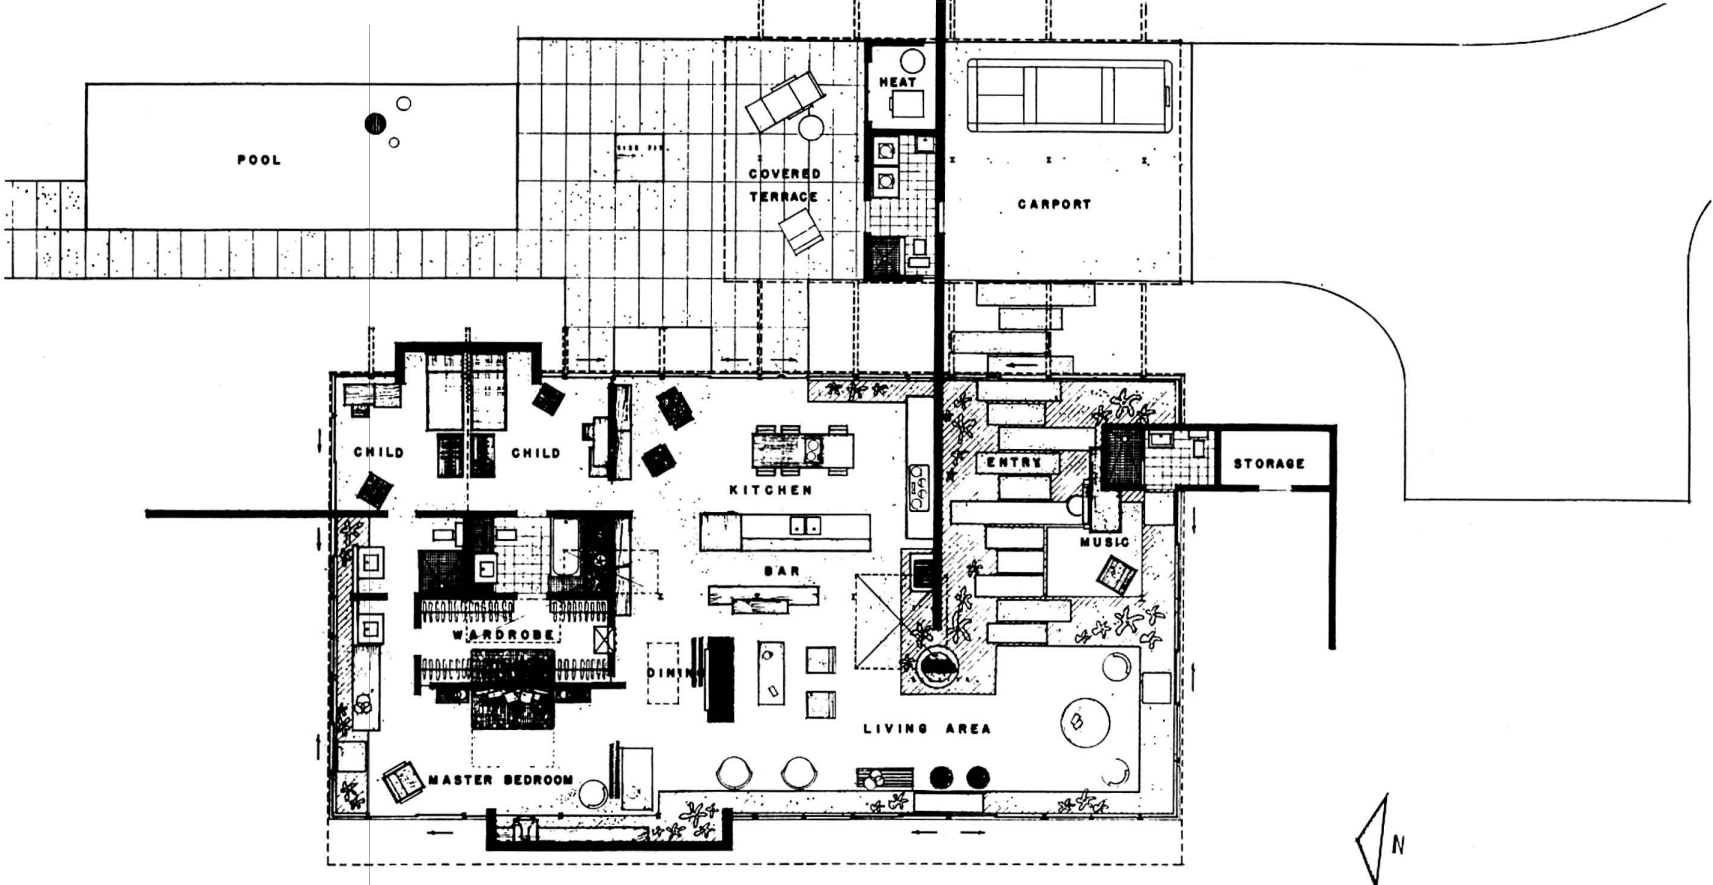 HEAT
POOL
COVERED
TERRACE
CARPORT
CHILD
CHILD
ENTRY
STORAGE
KITCHEN
MUSIC
BAR
WARDROBE
DINING
LIVING AREA
MASTER BEDROOM
N